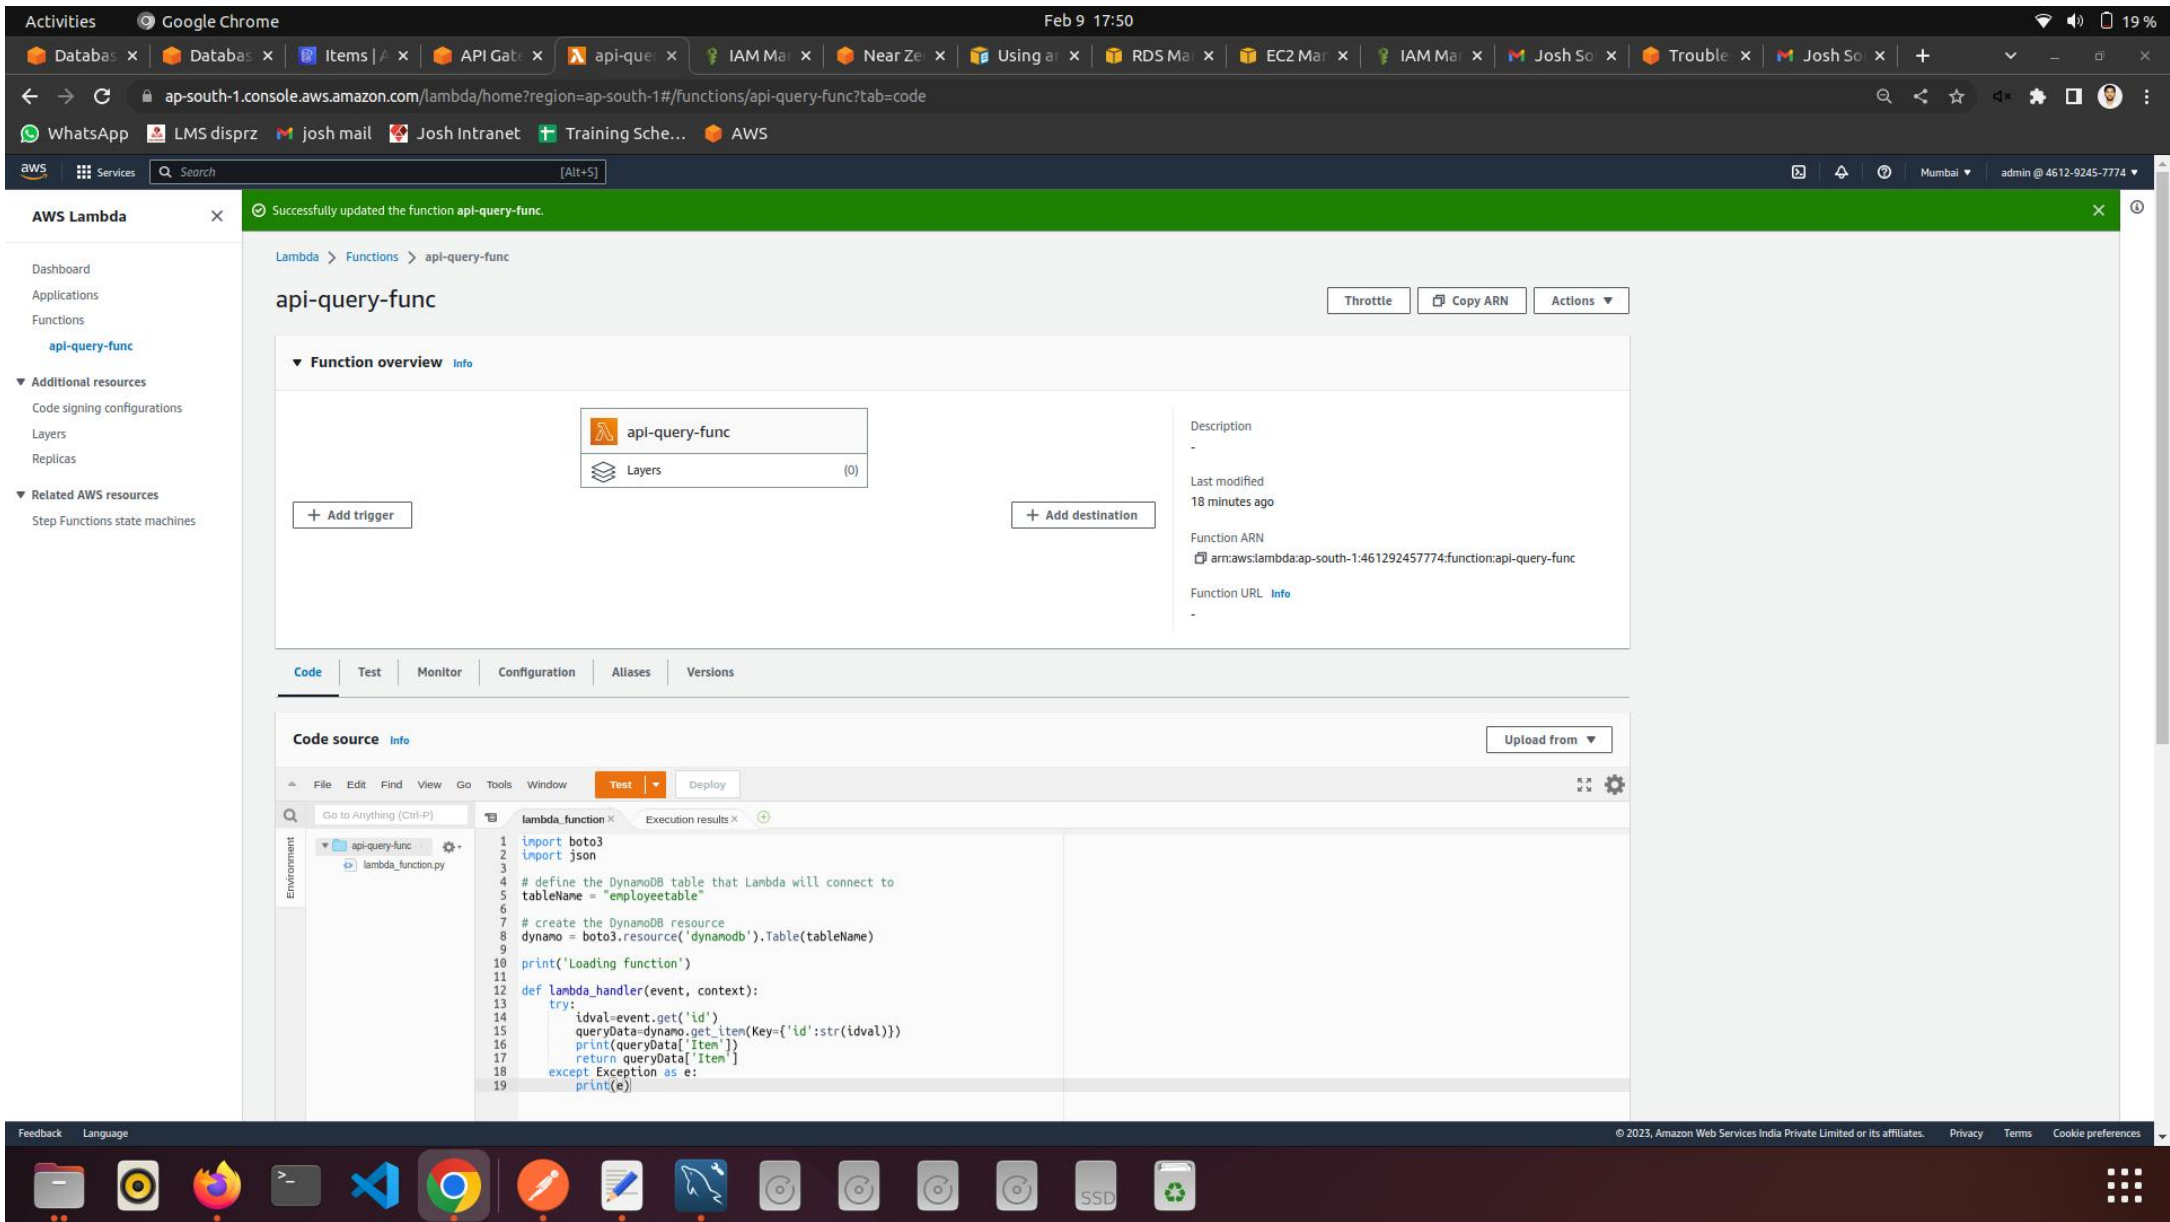 Activities Google Chrome Feb 9 17:50 19 %
Databas Databas Items | A API Gate api-quer IAM Mar Near Ze Using ar RDS Ma EC2 Mar IAM Mar Josh So Trouble Josh So
ap-south-1.console.aws.amazon.com/lambda/home?region=ap-south-1#/functions/api-query-func?tab=code
WhatsApp LMS disprz josh mail Josh Intranet Training Sche... AWS
aws Services Search [Alt+S] Mumbai admin @ 4612-9245-7774
AWS Lambda
Successfully updated the function api-query-func.
Dashboard
Applications
Functions
api-query-func
Additional resources
Code signing configurations
Layers
Replicas
Related AWS resources
Step Functions state machines
Lambda > Functions > api-query-func
api-query-func
Throttle Copy ARN Actions
Function overview Info
api-query-func
Layers (0)
+ Add trigger
+ Add destination
Description
-
Last modified
18 minutes ago
Function ARN
arn:aws:lambda:ap-south-1:461292457774:function:api-query-func
Function URL Info
-
Code Test Monitor Configuration Aliases Versions
Code source Info
Upload from
File Edit Find View Go Tools Window Test Deploy
Go to Anything (Ctrl-P)
lambda_function Execution results
Environment
api-query-func
lambda_function.py
1 import boto3
2 import json
3
4 # define the DynamoDB table that Lambda will connect to
5 tableName = "employeetable"
6
7 # create the DynamoDB resource
8 dynamo = boto3.resource('dynamodb').Table(tableName)
9
10 print('Loading function')
11
12 def lambda_handler(event, context):
13 try:
14 idval=event.get('id')
15 queryData=dynamo.get_item(Key={'id':str(idval)})
16 print(queryData['Item'])
17 return queryData['Item']
18 except Exception as e:
19 print(e)
Feedback Language
© 2023, Amazon Web Services India Private Limited or its affiliates. Privacy Terms Cookie preferences
SSD